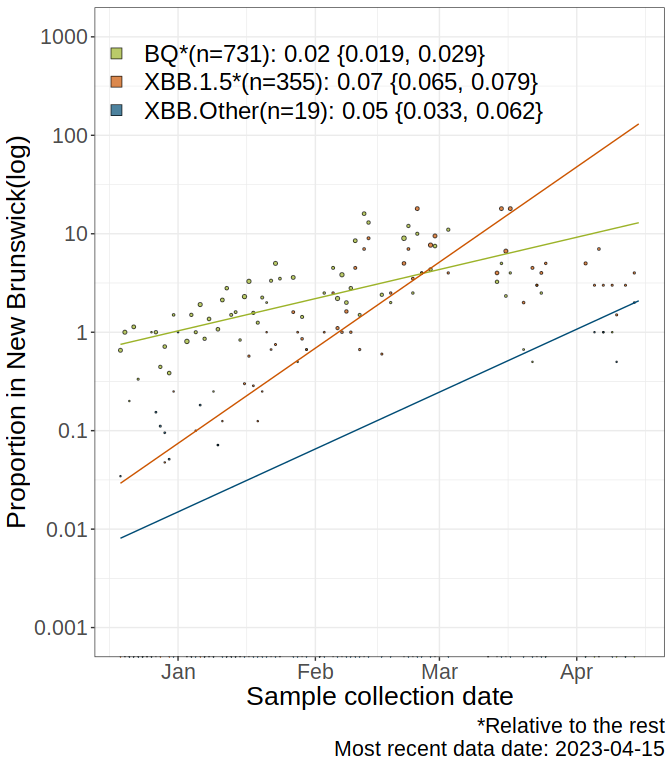 BQ*(n=731): 0.02 {0.019, 0.029}
XBB.1.5*(n=355): 0.07 {0.065, 0.079}
XBB.Other(n=19): 0.05 {0.033, 0.062}
Proportion in New Brunswick(log)
1000
100
10
1
0.1
0.01
0.001
Jan Feb Mar Apr
Sample collection date
*Relative to the rest
Most recent data date: 2023-04-15